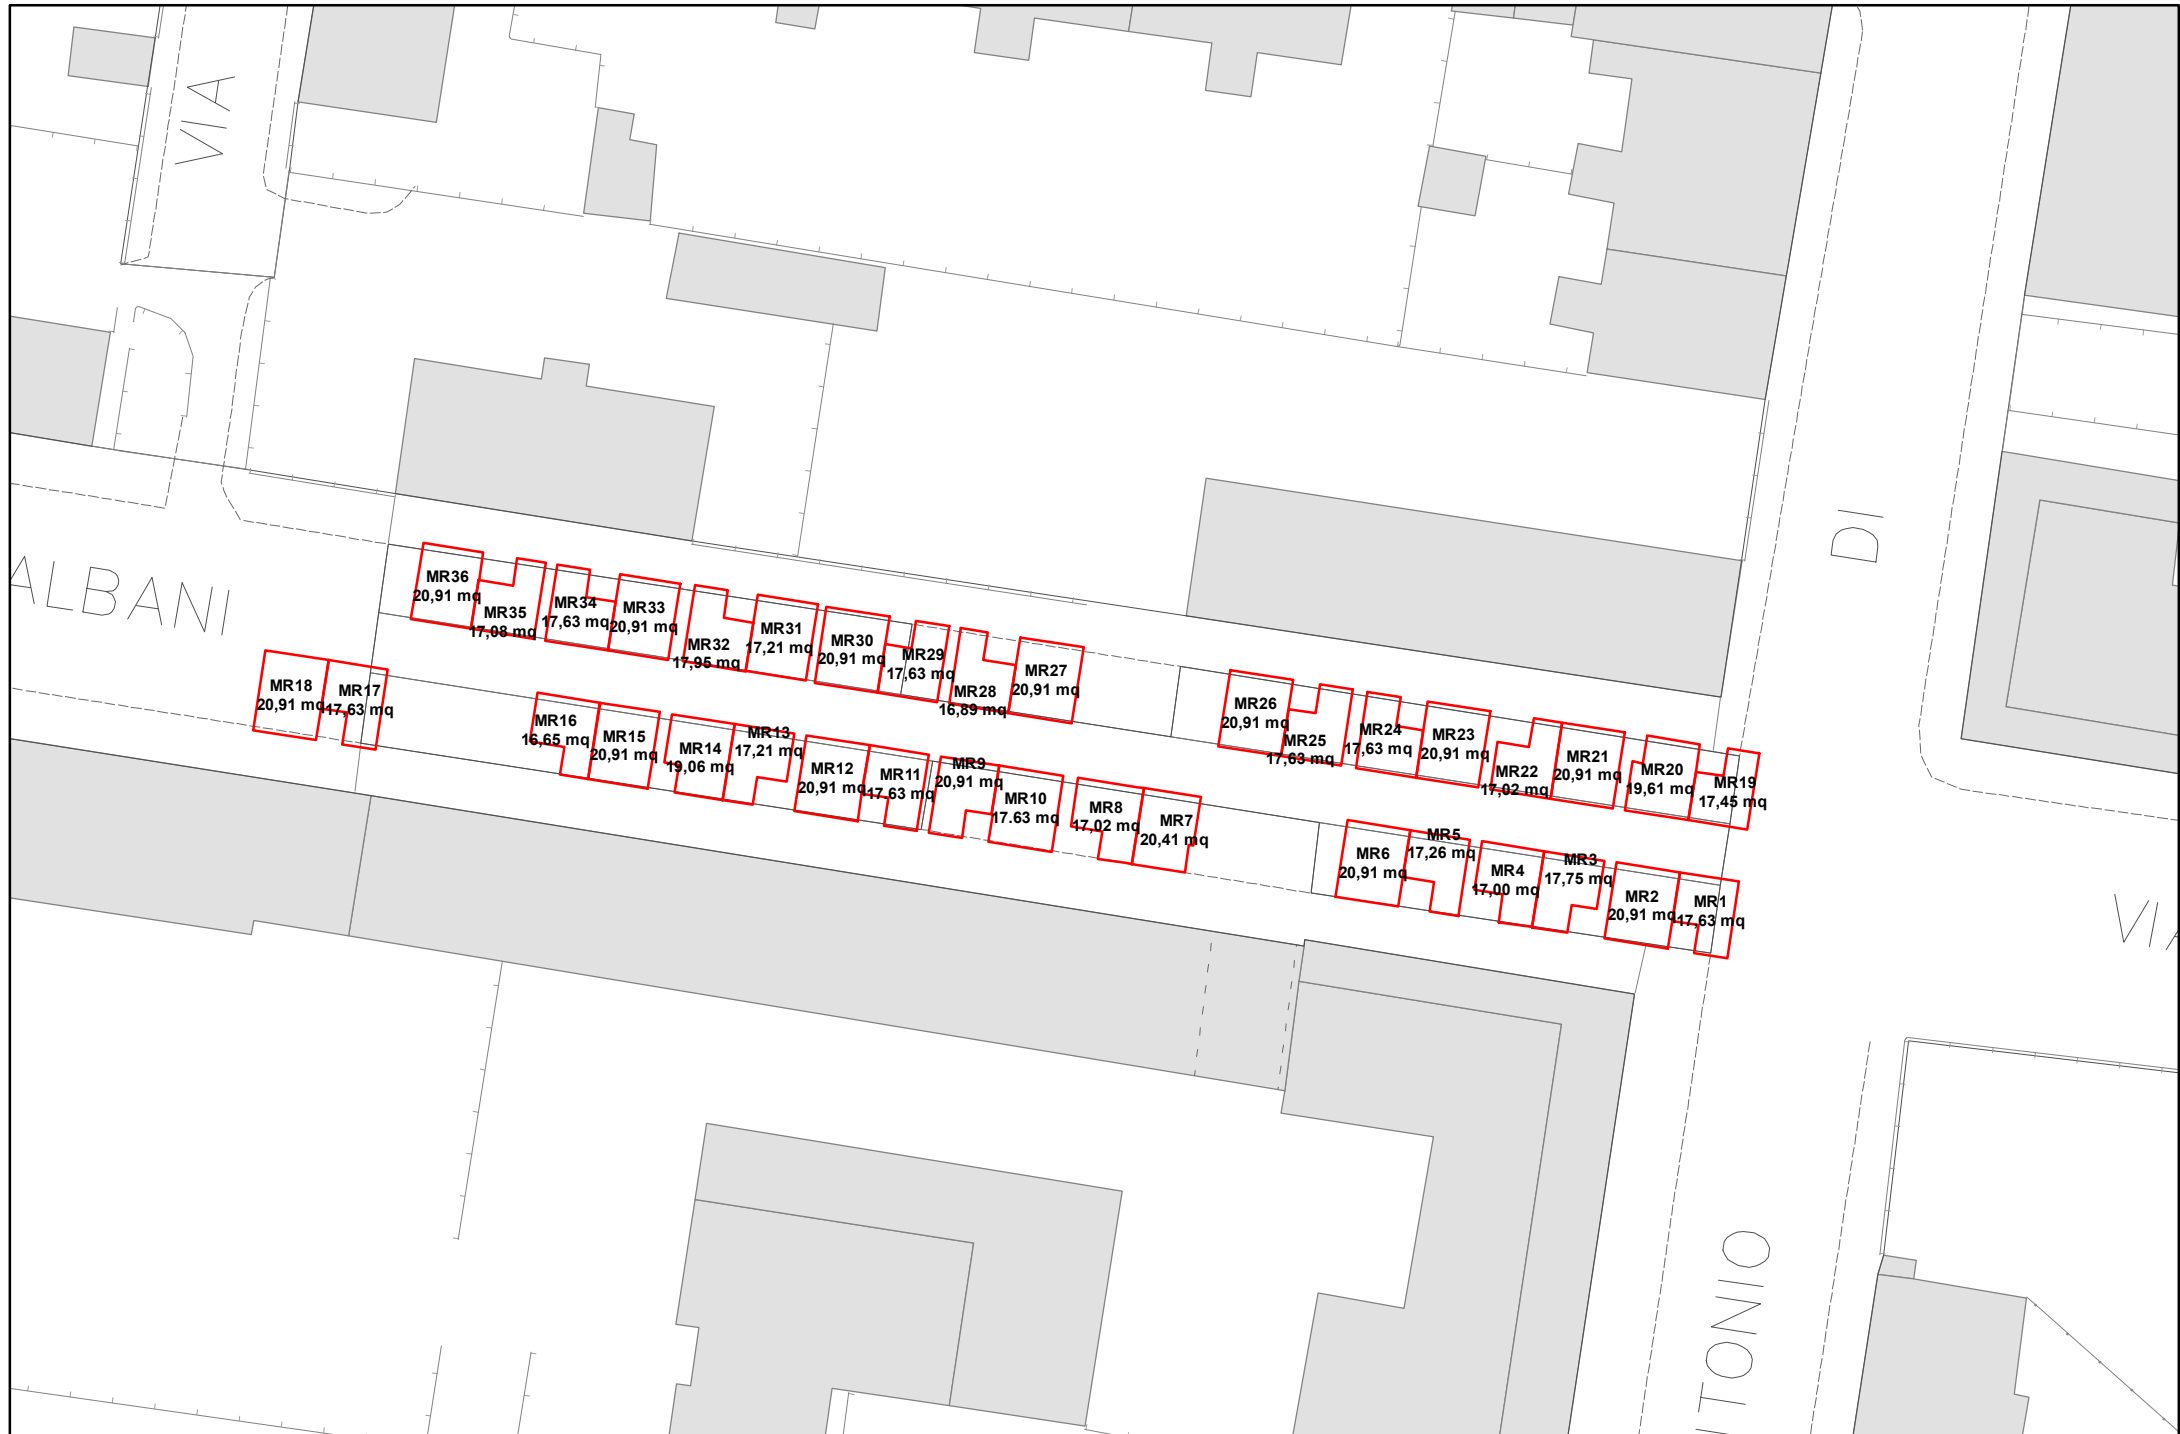 VIA
DI
ALBANI
MR36
20,91 mq
MR35
17,08 mq
MR34
17,63 mq
MR33
20,91 mq
MR32
17,95 mq
MR31
17,21 mq
MR30
20,91 mq
MR29
17,63 mq
MR28
16,89 mq
MR27
20,91 mq
MR26
20,91 mq
MR25
17,63 mq
MR24
17,63 mq
MR23
20,91 mq
MR22
17,02 mq
MR21
20,91 mq
MR20
19,61 mq
MR19
17,45 mq
MR18
20,91 mq
MR17
17,63 mq
MR16
16,65 mq
MR15
20,91 mq
MR14
19,06 mq
MR13
17,21 mq
MR12
20,91 mq
MR11
17,63 mq
MR9
20,91 mq
MR10
17.63 mq
MR8
17,02 mq
MR7
20,41 mq
MR6
20,91 mq
MR5
17,26 mq
MR4
17,00 mq
MR3
17,75 mq
MR2
20,91 mq
MR1
17,63 mq
VIA
NTONIO